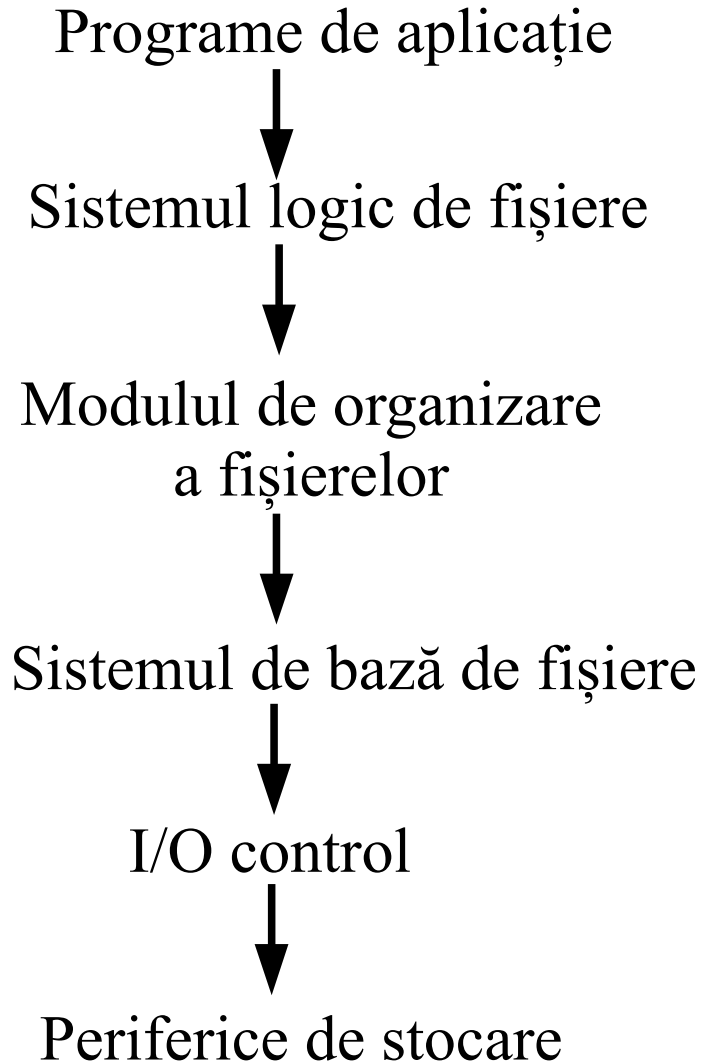 Programe de aplicație
Sistemul logic de fișiere
Modulul de organizare
a fișierelor
Sistemul de bază de fișiere
I/O control
Periferice de stocare